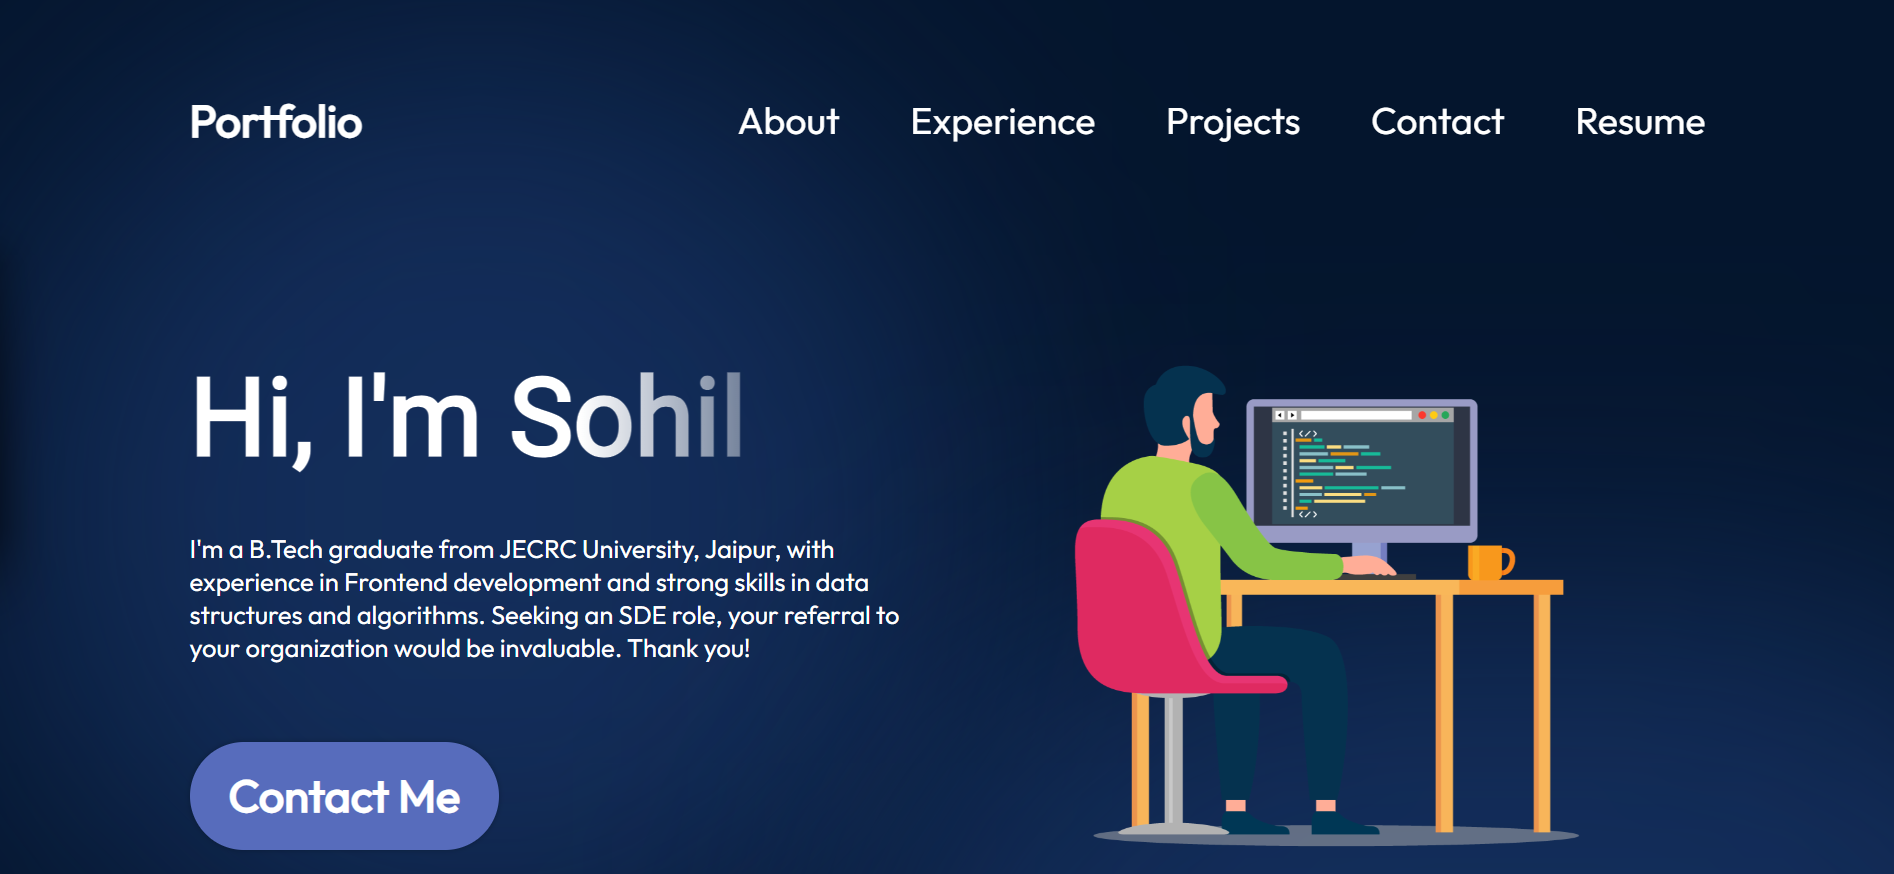 Portfolio
About Experience Projects Contact Resume
Hi, I'm Sohil
I'm a B.Tech graduate from JECRC University, Jaipur, with
experience in Frontend development and strong skills in data
structures and algorithms. Seeking an SDE role, your referral to
your organization would be invaluable. Thank you!
Contact Me